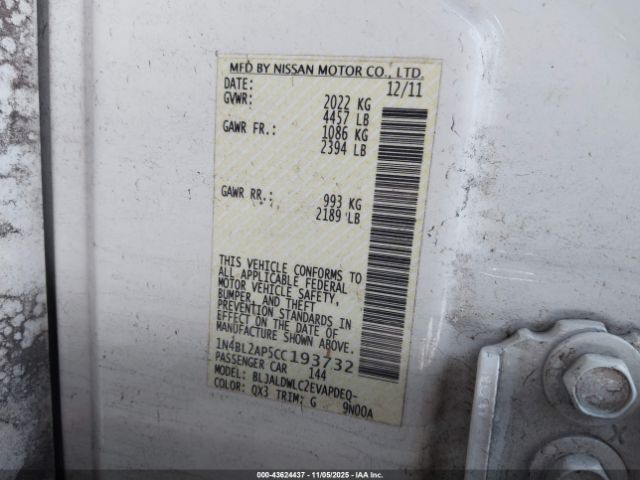 MFD BY NISSAN MOTOR CO., LTD.
DATE: 12/11
GVWR: 2022 KG
4457 LB
GAWR FR.: 1086 KG
2394 LB
GAWR RR.: 993 KG
2189 LB
THIS VEHICLE CONFORMS TO
ALL APPLICABLE FEDERAL
MOTOR VEHICLE SAFETY,
BUMPER, AND THEFT
PREVENTION STANDARDS IN
EFFECT ON THE DATE OF
MANUFACTURE SHOWN ABOVE.
1N4BL2AP5CC193732
PASSENGER CAR 144
MODEL: BLJALDWLC2EVAPDEQ-
COLOR: QX3 TRIM: G 9N00A
00-43624437 - 11/05/2025 - IAA Inc.